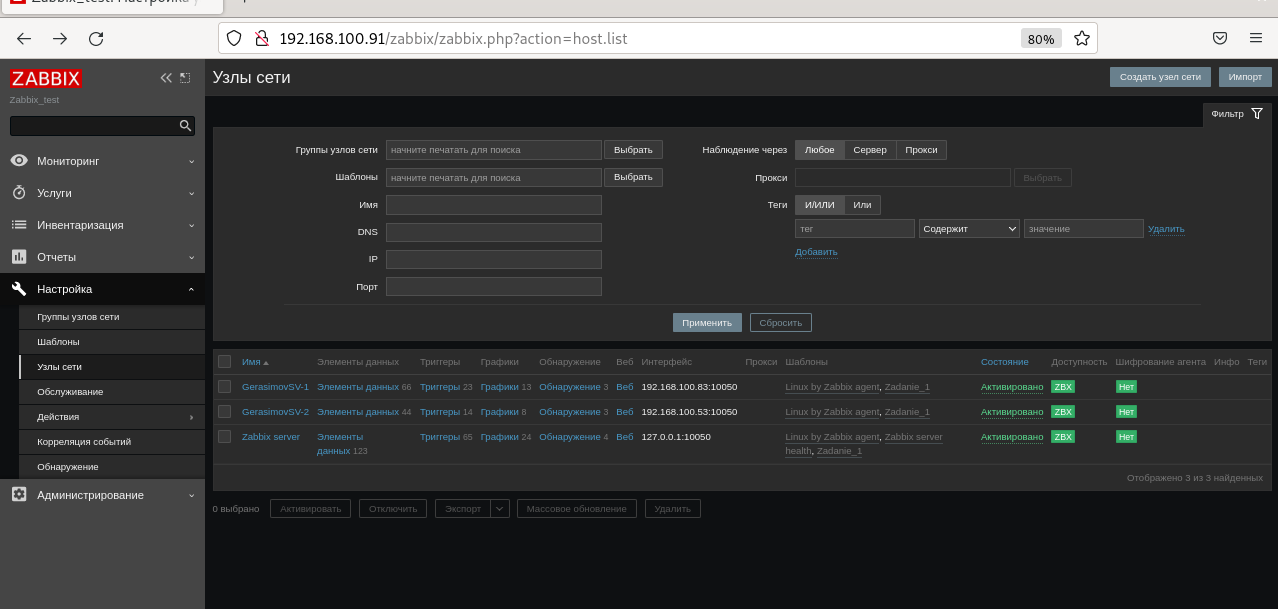 Zabbix_test: Настройка
192.168.100.91/zabbix/zabbix.php?action=host.list
80%
ZABBIX
Zabbix_test
Мониторинг
Услуги
Инвентаризация
Отчеты
Настройка
Группы узлов сети
Шаблоны
Узлы сети
Обслуживание
Действия
Корреляция событий
Обнаружение
Администрирование
Узлы сети
Создать узел сети Импорт
Фильтр
Группы узлов сети начните печатать для поиска Выбрать
Шаблоны начните печатать для поиска Выбрать
Имя
DNS
IP
Порт
Наблюдение через Любое Сервер Прокси
Прокси Выбрать
Теги И/ИЛИ Или
тег Содержит значение Удалить
Добавить
Применить Сбросить
Имя Элементы данных Триггеры Графики Обнаружение Веб Интерфейс Прокси Шаблоны Состояние Доступность Шифрование агента Инфо Теги
GerasimovSV-1 Элементы данных 66 Триггеры 23 Графики 13 Обнаружение 3 Веб 192.168.100.83:10050 Linux by Zabbix agent, Zadanie_1 Активировано ZBX Нет
GerasimovSV-2 Элементы данных 44 Триггеры 14 Графики 8 Обнаружение 3 Веб 192.168.100.53:10050 Linux by Zabbix agent, Zadanie_1 Активировано ZBX Нет
Zabbix server Элементы Триггеры 65 Графики 24 Обнаружение 4 Веб 127.0.0.1:10050 Linux by Zabbix agent, Zabbix server Активировано ZBX Нет
данных 123 health, Zadanie_1
Отображено 3 из 3 найденных
0 выбрано Активировать Отключить Экспорт Массовое обновление Удалить